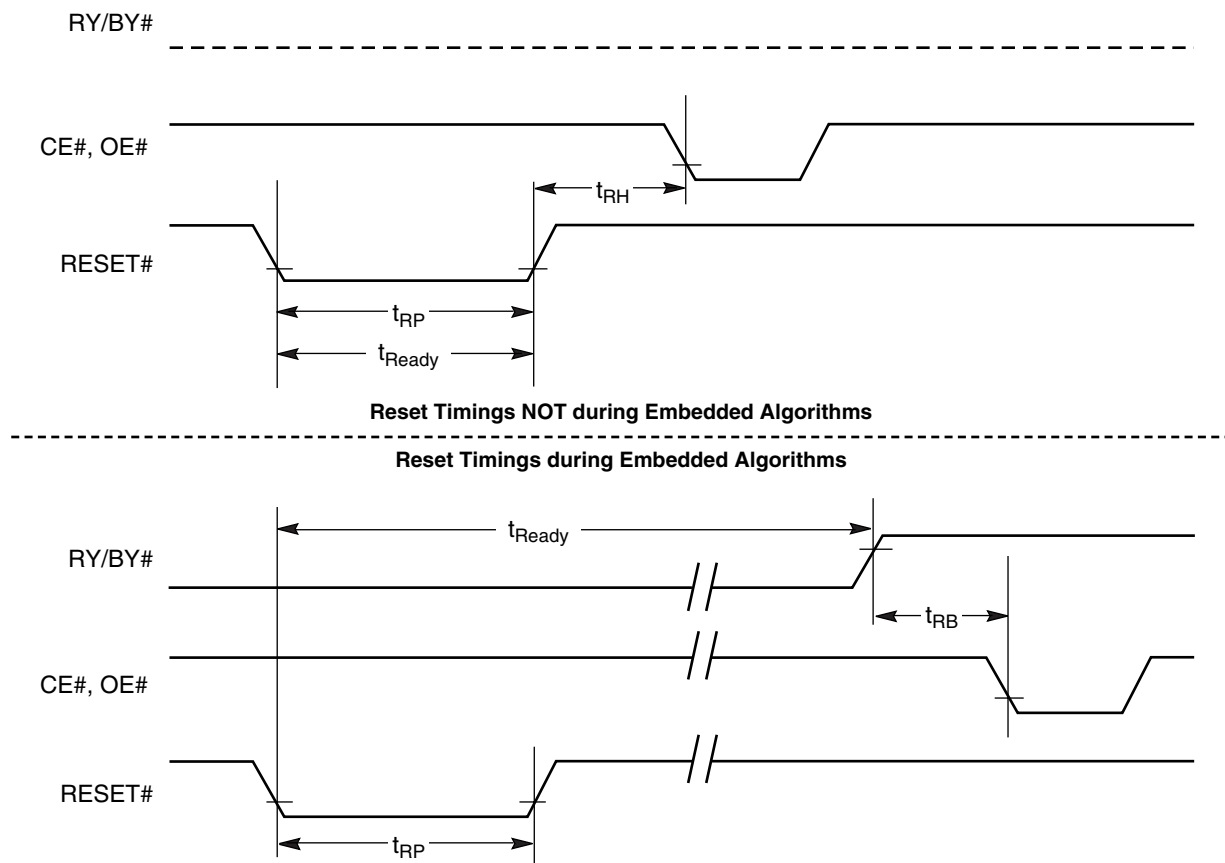 RY/BY#
CE#, OE#
tRH
RESET#
tRP
tReady
Reset Timings NOT during Embedded Algorithms
Reset Timings during Embedded Algorithms
tReady
RY/BY#
tRB
CE#, OE#
RESET#
tRP